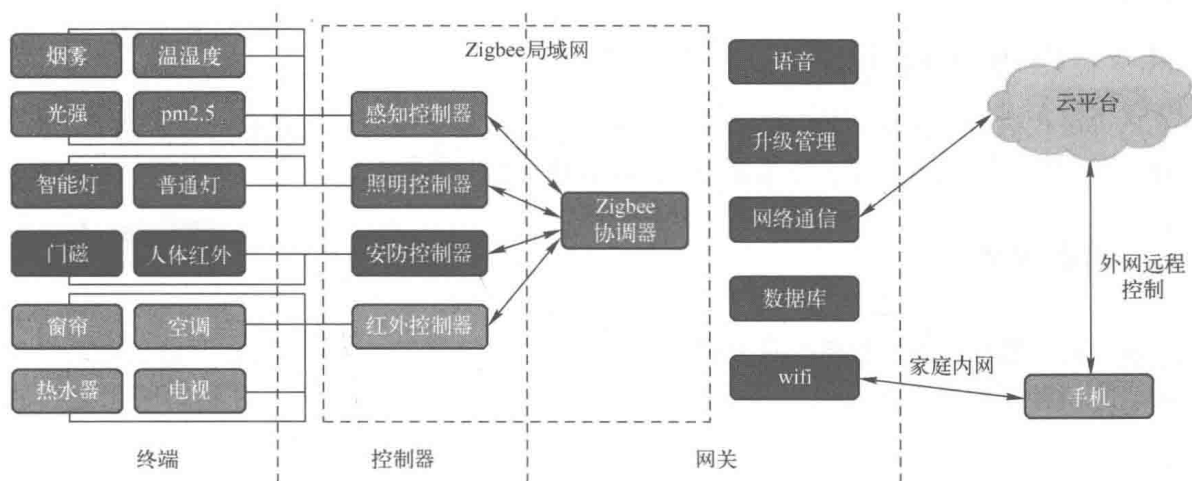 烟雾
温湿度
光强
pm2.5
智能灯
普通灯
门磁
人体红外
窗帘
空调
热水器
电视
终端
Zigbee局域网
感知控制器
照明控制器
安防控制器
红外控制器
控制器
Zigbee
协调器
语音
升级管理
网络通信
数据库
wifi
网关
云平台
外网远程
控制
家庭内网
手机